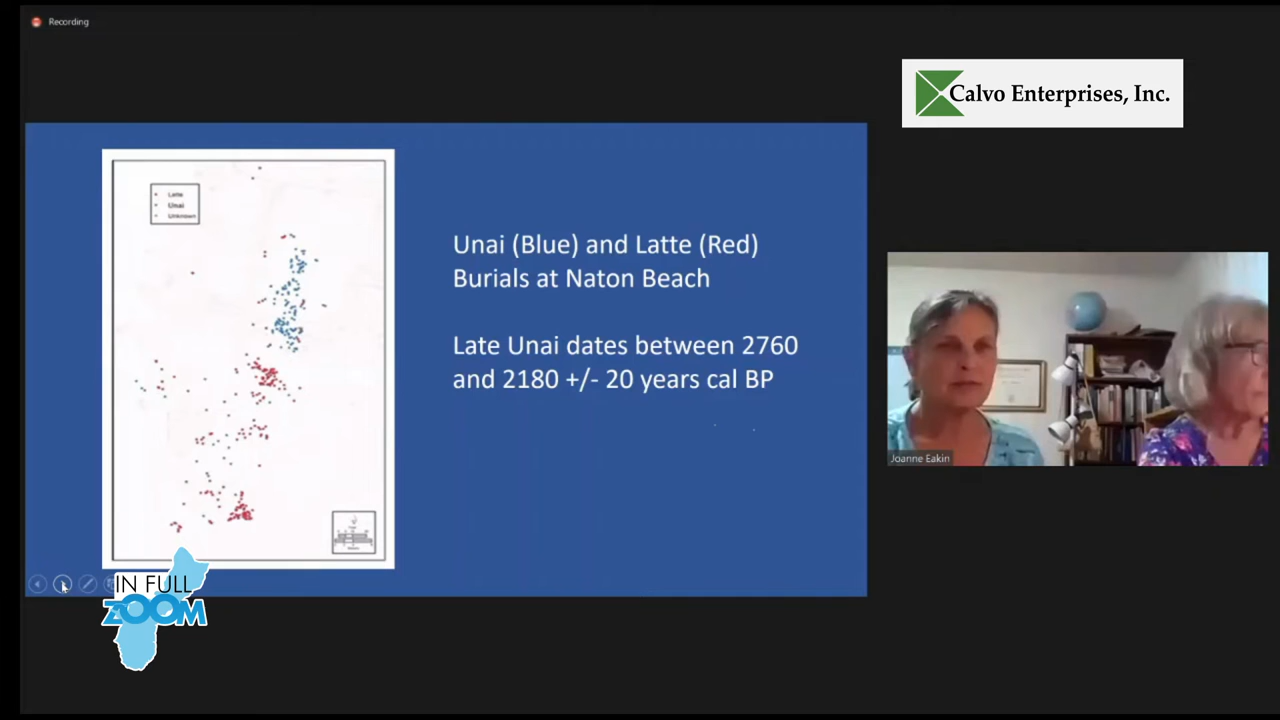 Recording
Calvo Enterprises, Inc.
Latte
Unai
Unknown
Unai (Blue) and Latte (Red)
Burials at Naton Beach
Late Unai dates between 2760
and 2180 +/- 20 years cal BP
Joanne Eakin
IN FULL
ZOOM